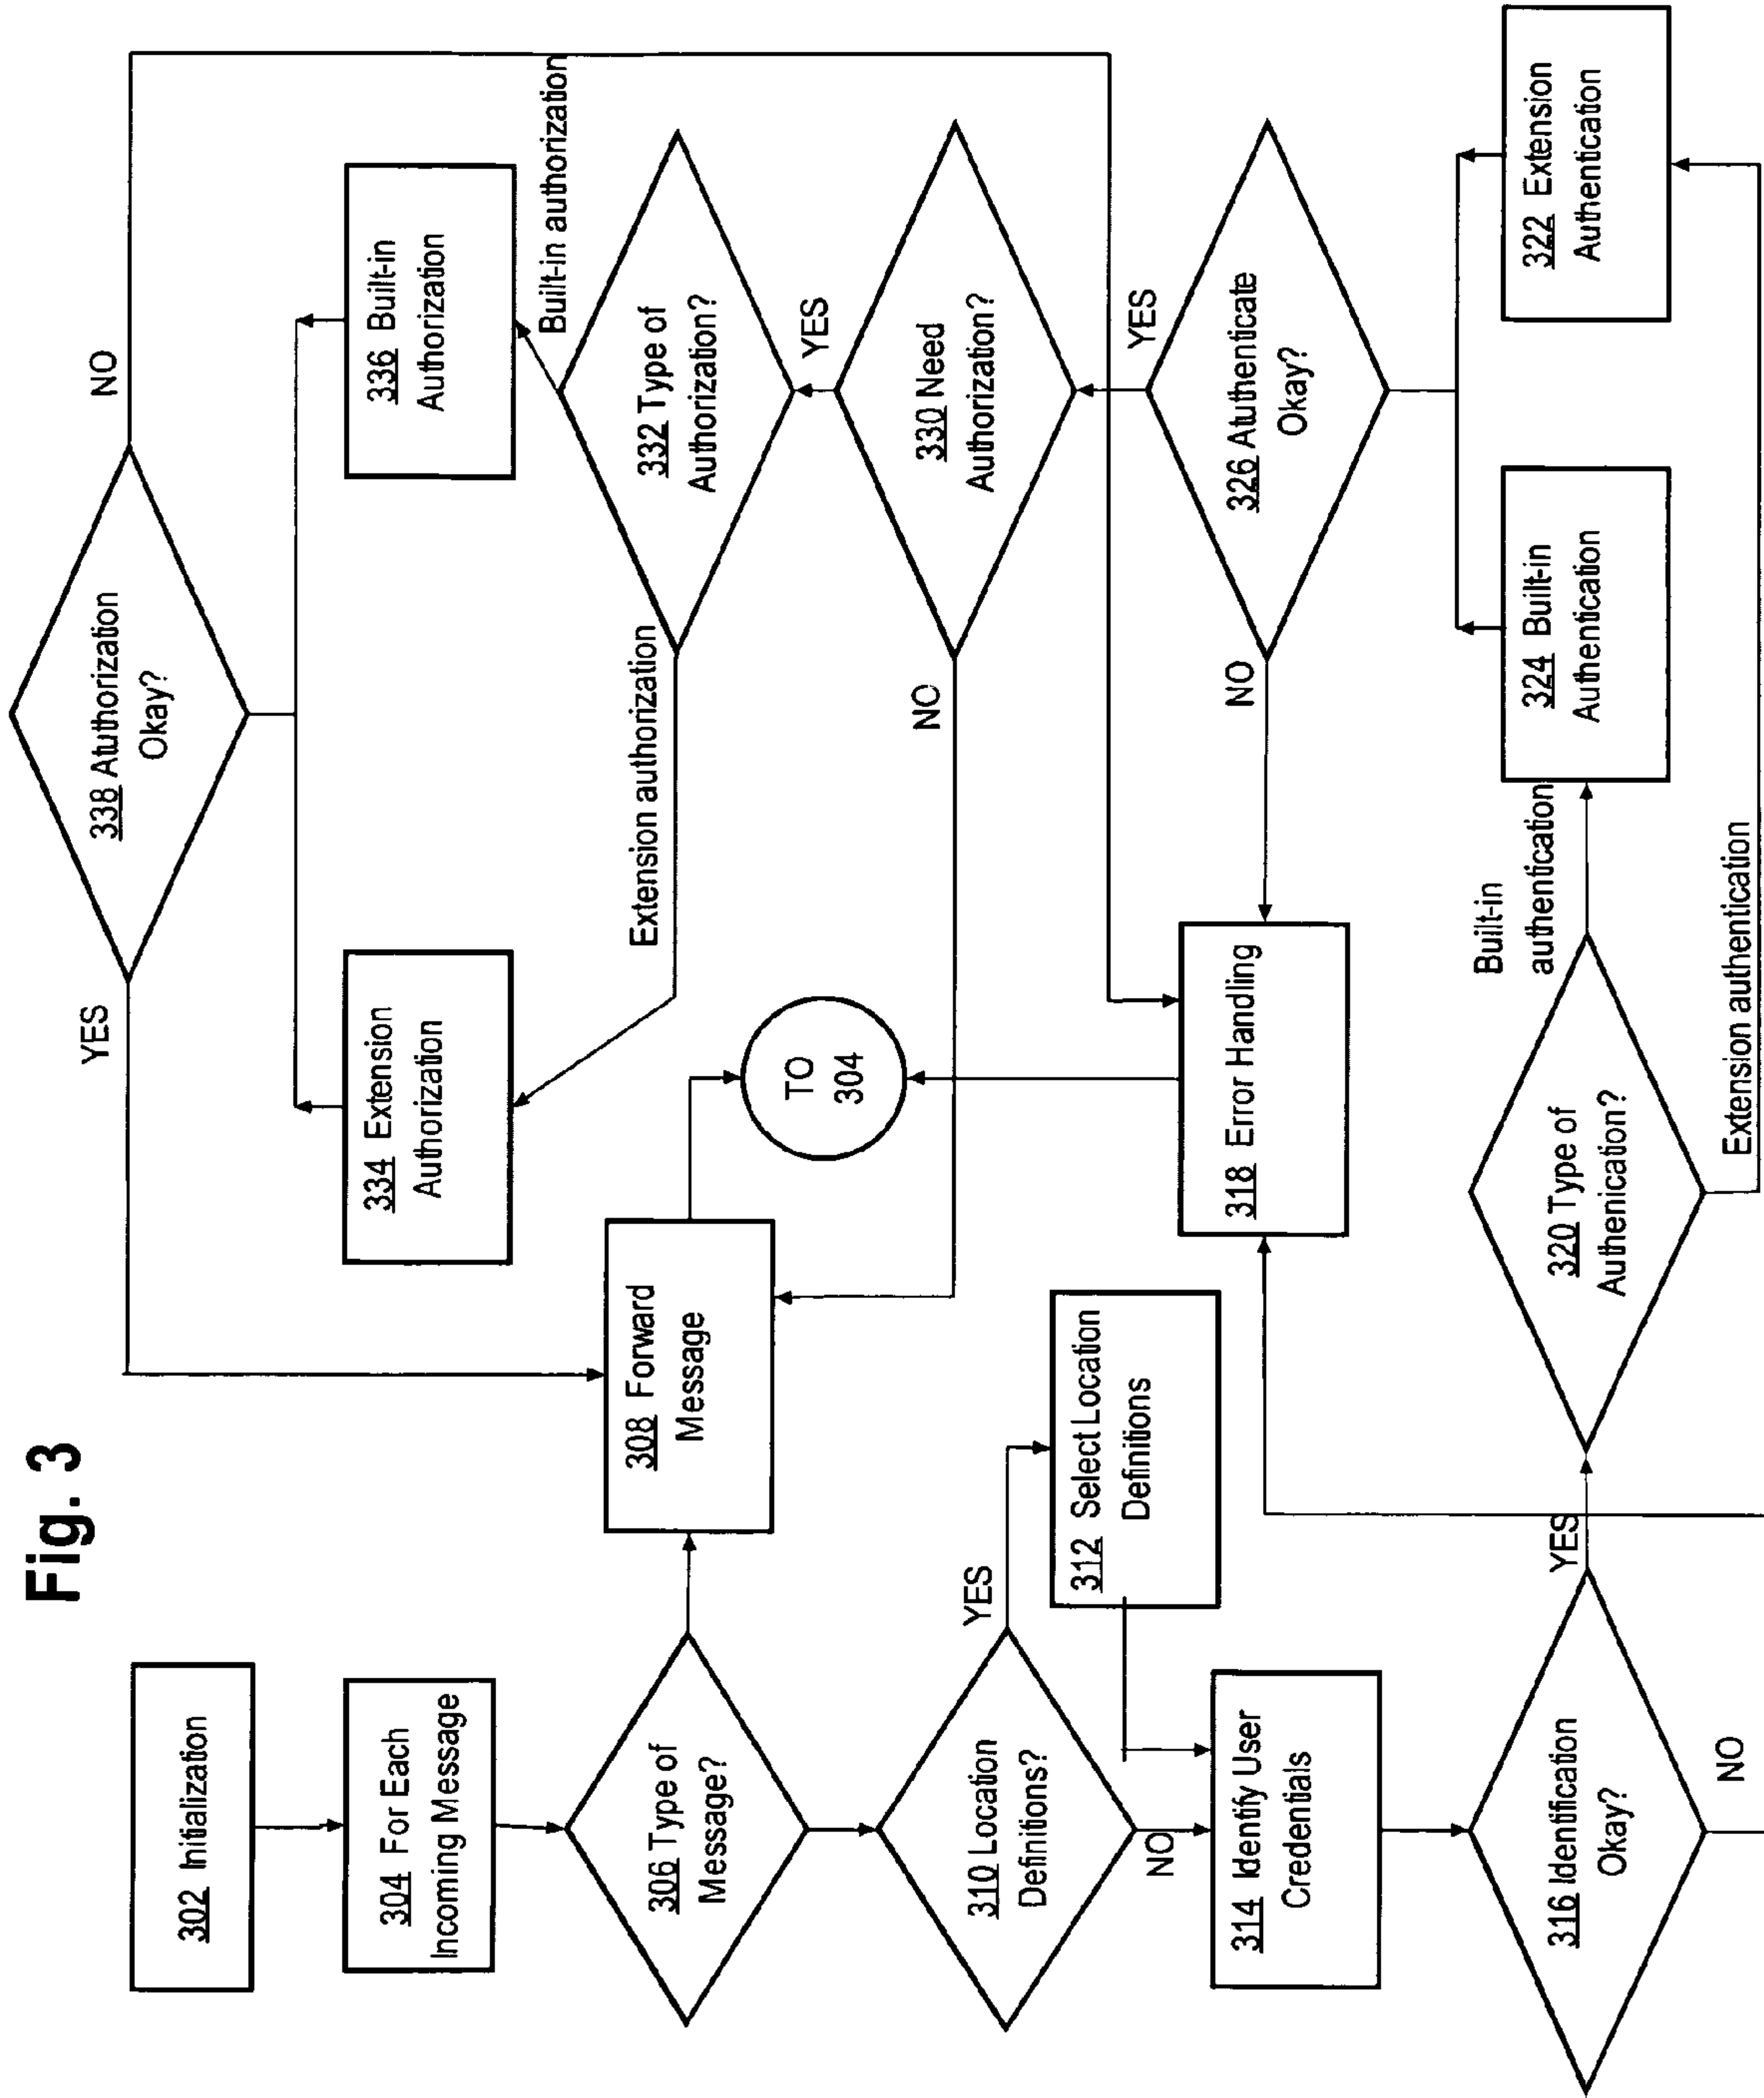 Fig. 3
302 Initialization
304 For Each
Incoming Message
306 Type of
Message?
308 Forward
Message
310 Location
Definitions?
YES
NO
312 Select Location
Definitions
314 Identify User
Credentials
316 Identification
Okay?
YES
NO
318 Error Handling
TO
304
320 Type of
Authenication?
Built-in
authentication
Extension authentication
324 Built-in
Authentication
322 Extension
Authentication
326 Atuthenticate
Okay?
NO
YES
330 Need
Authorization?
NO
YES
332 Type of
Authorization?
Extension authorization
Built-in authorization
334 Extension
Authorization
336 Built-in
Authorization
338 Atuthorization
Okay?
YES
NO